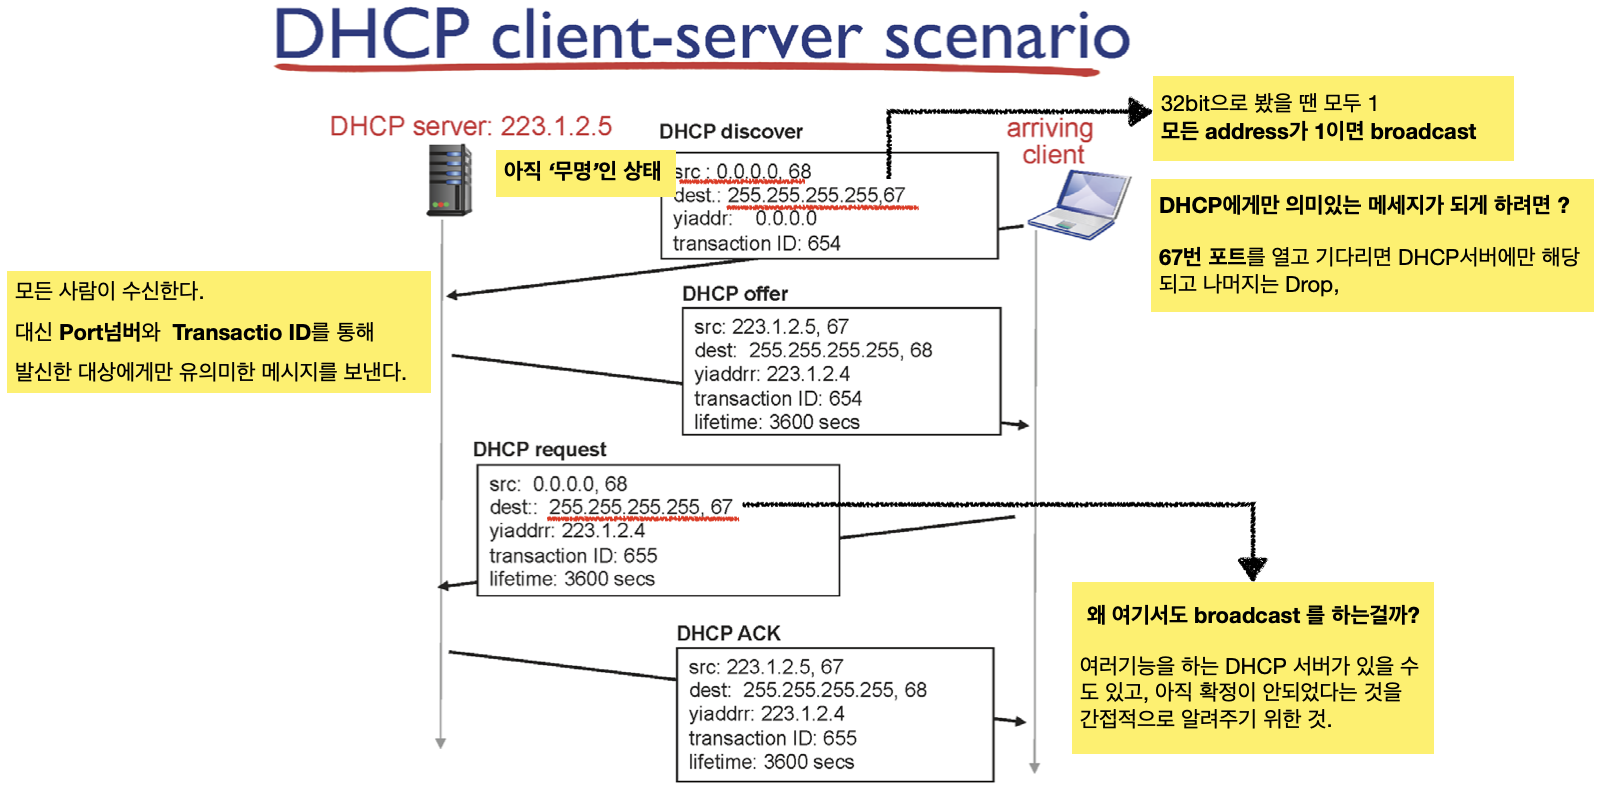 DHCP client-server scenario
DHCP server: 223.1.2.5
아직 ‘무명’인 상태
DHCP discover
src : 0.0.0.0, 68
dest.: 255.255.255.255,67
yiaddr: 0.0.0.0
transaction ID: 654
arriving
client
32bit으로 봤을 땐 모두 1
모든 address가 1이면 broadcast
DHCP에게만 의미있는 메세지가 되게 하려면 ?
67번 포트를 열고 기다리면 DHCP서버에만 해당
되고 나머지는 Drop,
모든 사람이 수신한다.
대신 Port넘버와 Transactio ID를 통해
발신한 대상에게만 유의미한 메시지를 보낸다.
DHCP offer
src: 223.1.2.5, 67
dest: 255.255.255.255, 68
yiaddrr: 223.1.2.4
transaction ID: 654
lifetime: 3600 secs
DHCP request
src: 0.0.0.0, 68
dest:: 255.255.255.255, 67
yiaddrr: 223.1.2.4
transaction ID: 655
lifetime: 3600 secs
왜 여기서도 broadcast 를 하는걸까?
여러기능을 하는 DHCP 서버가 있을 수
도 있고, 아직 확정이 안되었다는 것을
간접적으로 알려주기 위한 것.
DHCP ACK
src: 223.1.2.5, 67
dest: 255.255.255.255, 68
yiaddrr: 223.1.2.4
transaction ID: 655
lifetime: 3600 secs